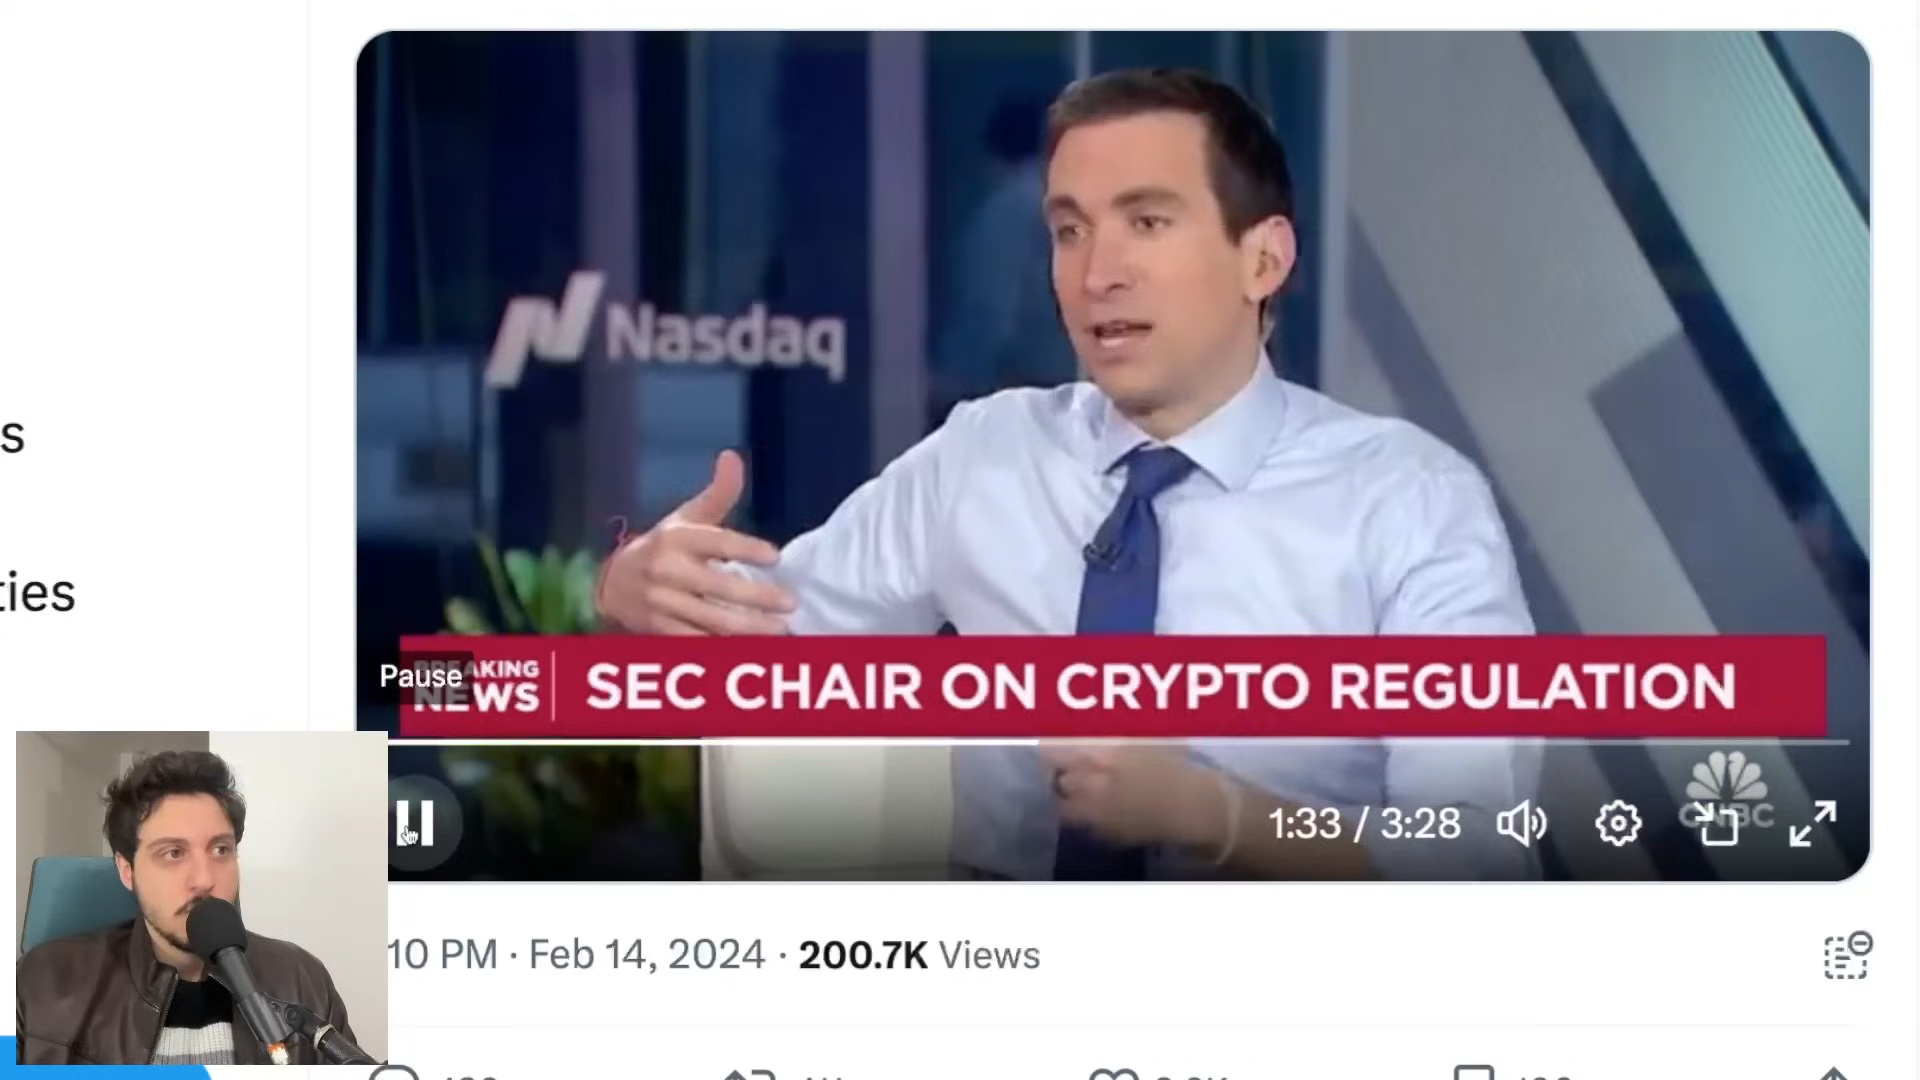 Nasdaq
s
ties
Pause
NEWS
SEC CHAIR ON CRYPTO REGULATION
1:33 / 3:28
CNBC
10 PM · Feb 14, 2024 · 200.7K Views